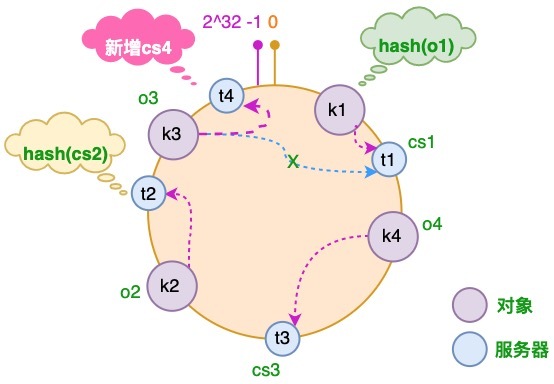 2^32 -1 0
新增cs4
hash(o1)
t4
o3
k1
k3
cs1
hash(cs2)
X
t1
t2
k4
o4
k2
o2
t3
cs3
对象
服务器